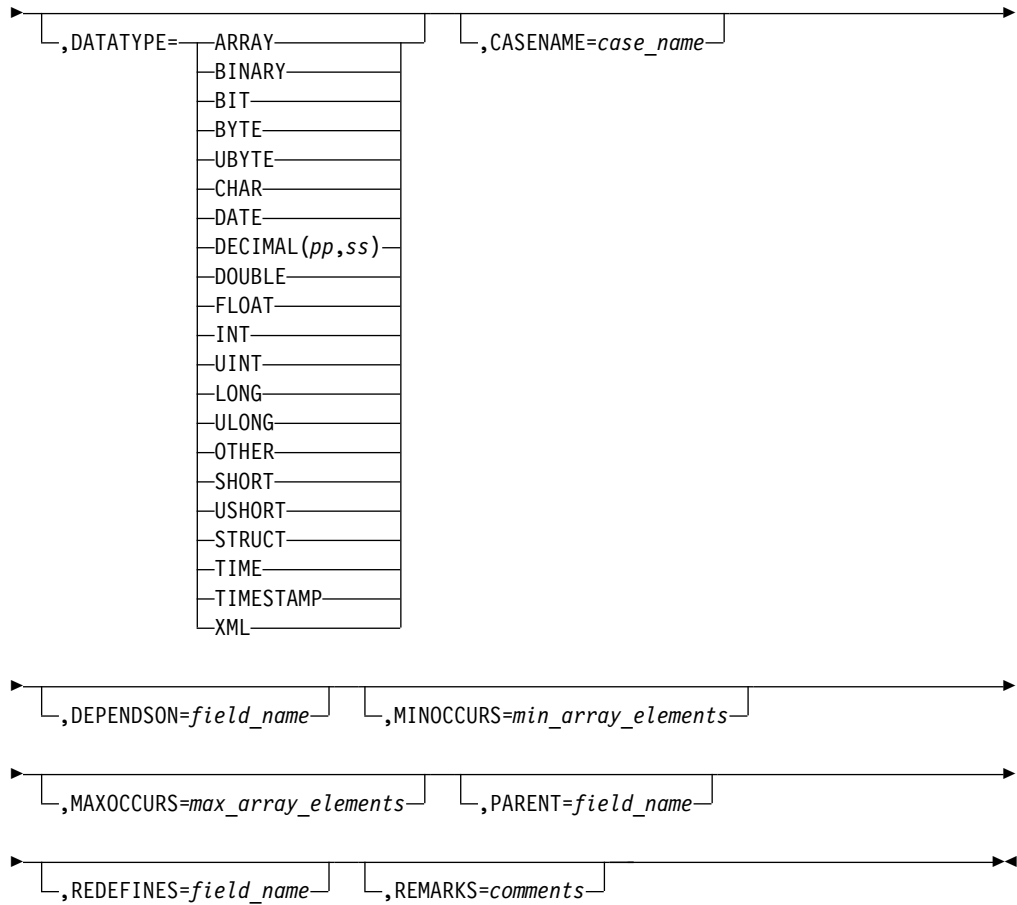 ,DATATYPE= ARRAY ,CASENAME=case_name
BINARY
BIT
BYTE
UBYTE
CHAR
DATE
DECIMAL(pp,ss)
DOUBLE
FLOAT
INT
UINT
LONG
ULONG
OTHER
SHORT
USHORT
STRUCT
TIME
TIMESTAMP
XML
,DEPENDSON=field_name ,MINOCCURS=min_array_elements
,MAXOCCURS=max_array_elements ,PARENT=field_name
,REDEFINES=field_name ,REMARKS=comments